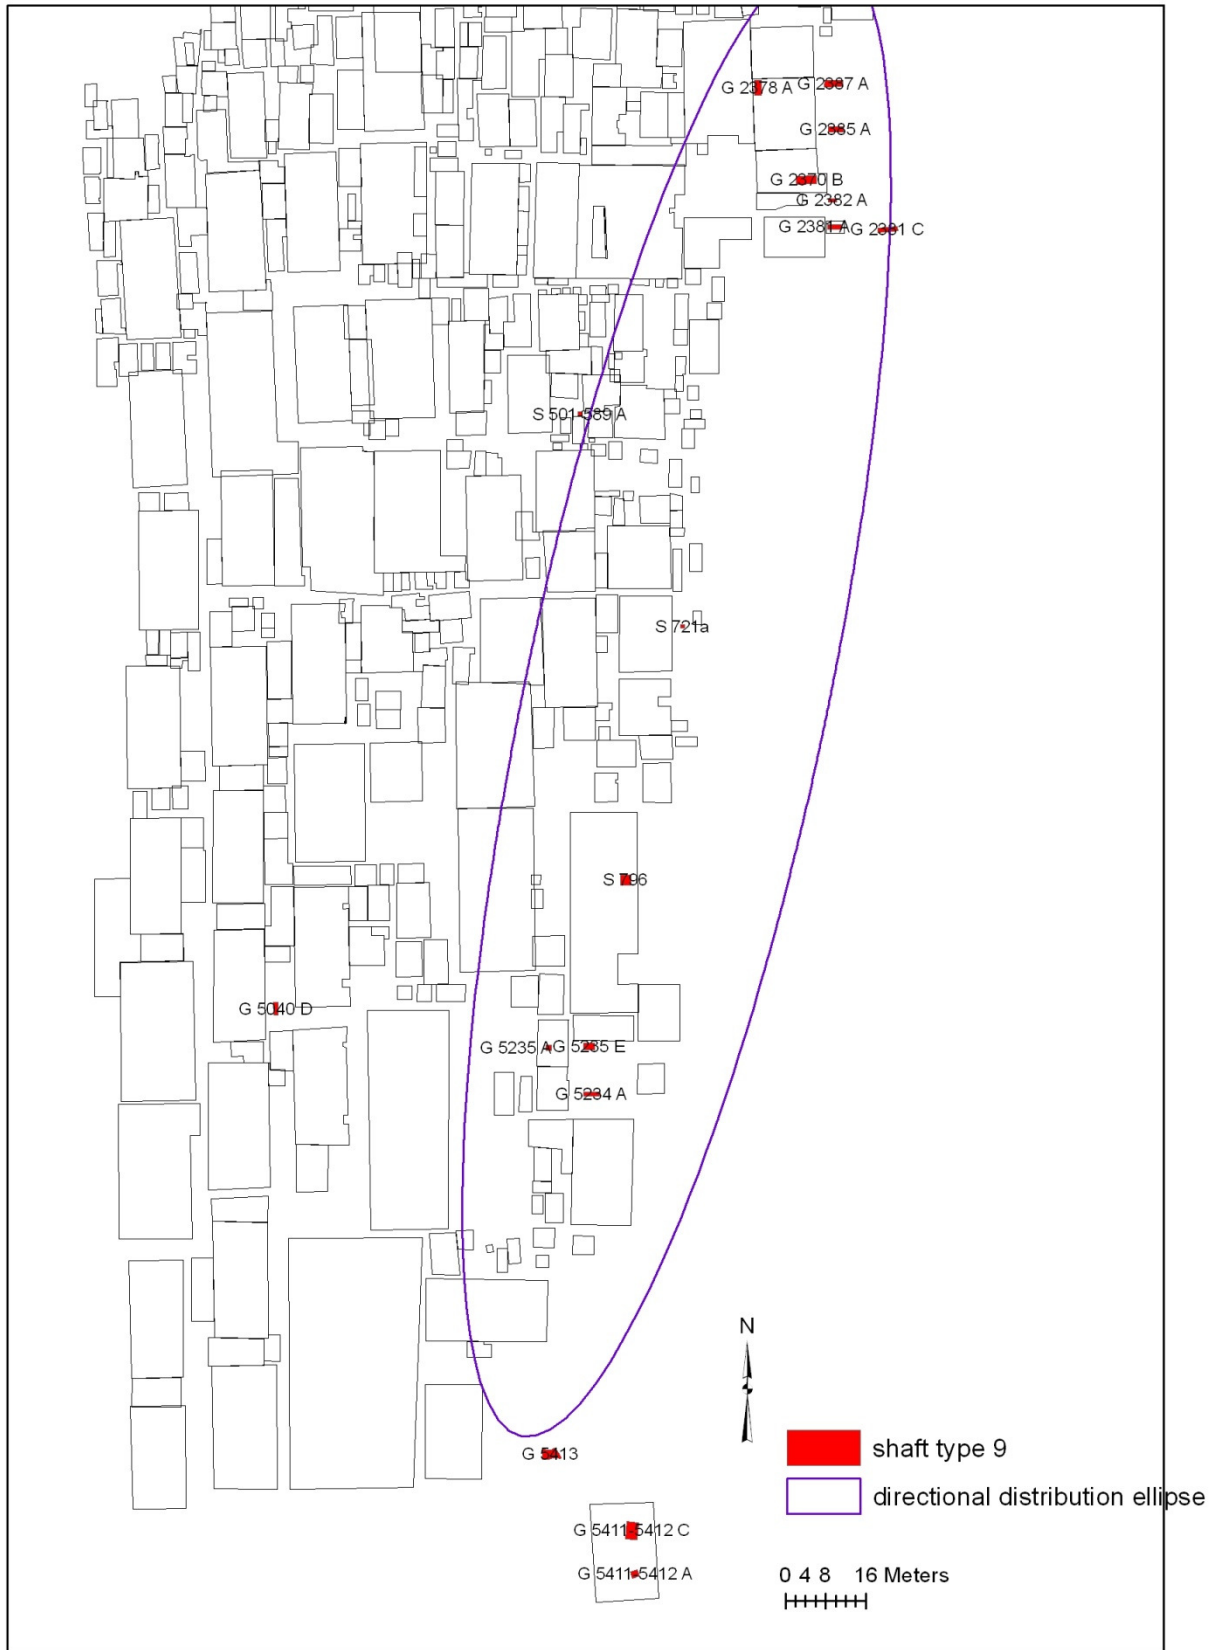 G 2378 A
G 2387 A
G 2385 A
G 2370 B
G 2382 A
G 2381 A
G 2381 C
S 501-589 A
S 721a
S 796
G 5040 D
G 5235 A
G 5235 E
G 5234 A
N
G 5413
shaft type 9
directional distribution ellipse
G 5411-5412 C
G 5411-5412 A
0 4 8 16 Meters